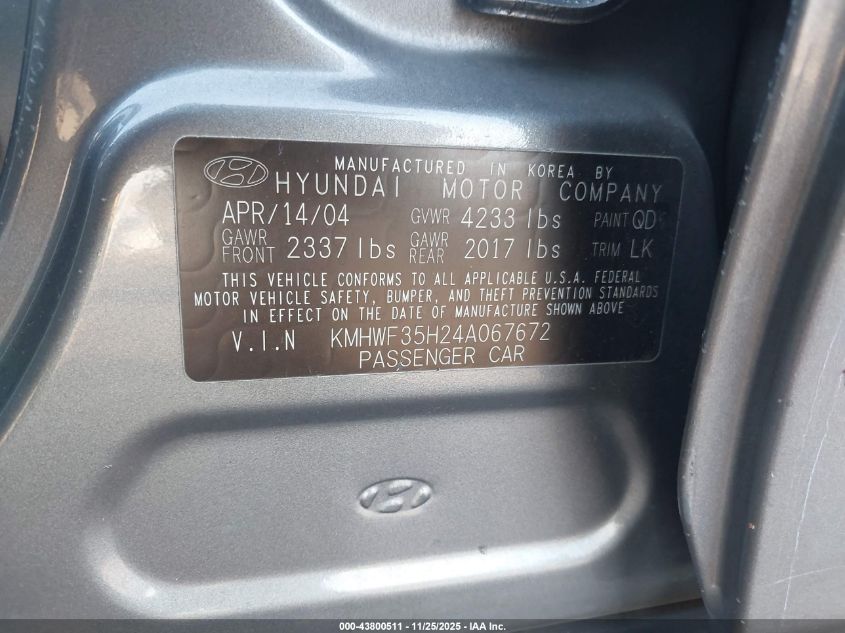 MANUFACTURED IN KOREA BY
HYUNDAI MOTOR COMPANY
APR/14/04 GVWR 4233 lbs PAINT QD
GAWR FRONT 2337 lbs GAWR REAR 2017 lbs TRIM LK
THIS VEHICLE CONFORMS TO ALL APPLICABLE U.S.A. FEDERAL
MOTOR VEHICLE SAFETY, BUMPER, AND THEFT PREVENTION STANDARDS
IN EFFECT ON THE DATE OF MANUFACTURE SHOWN ABOVE
V.I.N KMHWF35H24A067672
PASSENGER CAR
000-43800511 - 11/25/2025 - IAA Inc.